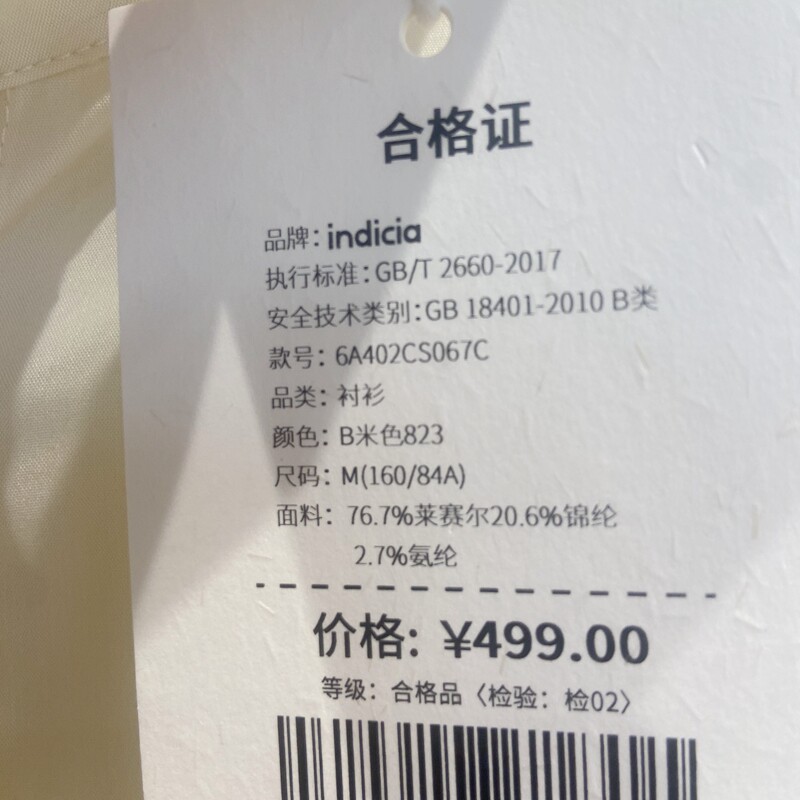 合格证
品牌：indicia
执行标准：GB/T 2660-2017
安全技术类别：GB 18401-2010 B类
款号：6A402CS067C
品类：衬衫
颜色：B米色823
尺码：M(160/84A)
面料：76.7%莱赛尔20.6%锦纶
2.7%氨纶
价格：¥499.00
等级：合格品〈检验：检02〉